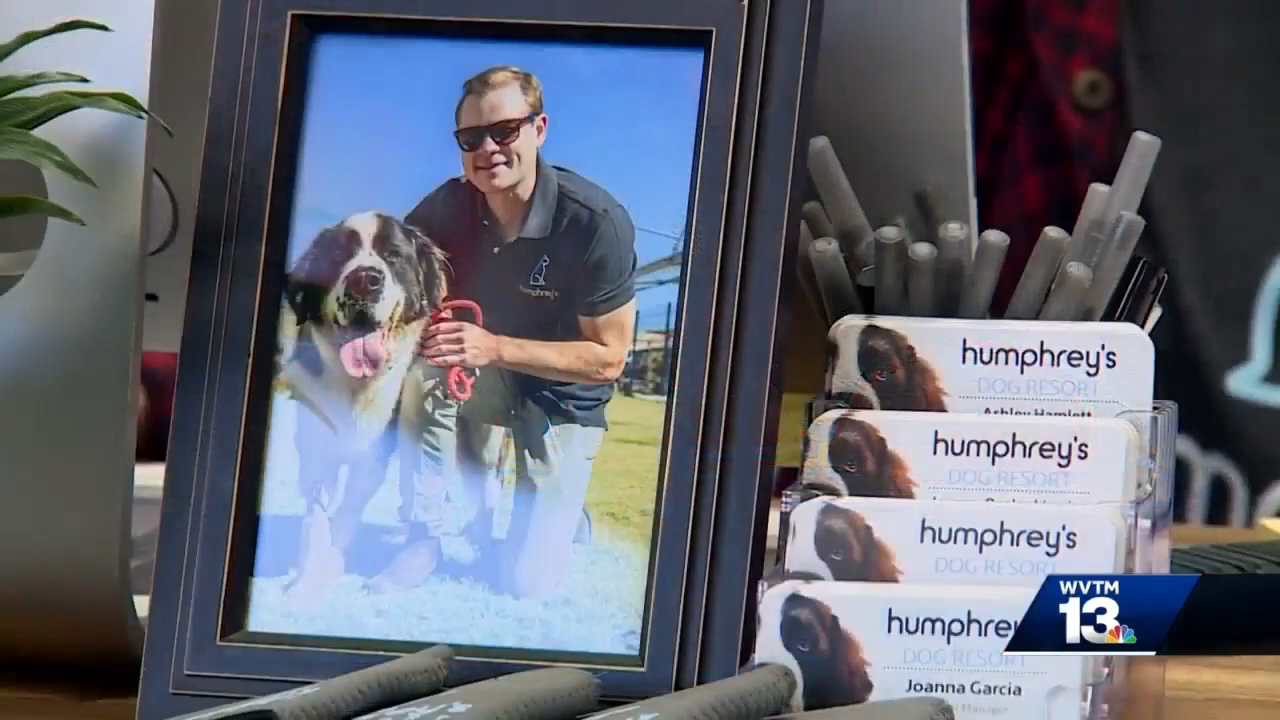 humphrey's
humphrey's
DOG RESORT
Ashley Hamlett
humphrey's
DOG RESORT
humphrey's
DOG RESORT
humphrey
DOG RESORT
Joanna Garcia
Manager
WVTM
13